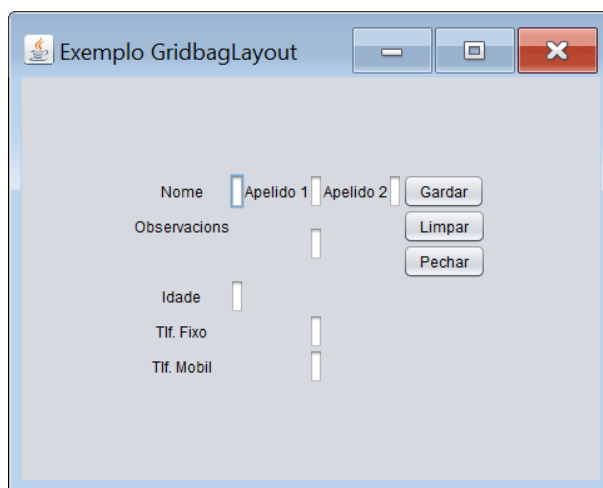 Exemplo GridbagLayout
Nome Apelido 1 Apelido 2 Gardar
Observacions Limpar
Pechar
Idade
Tlf. Fixo
Tlf. Mobil